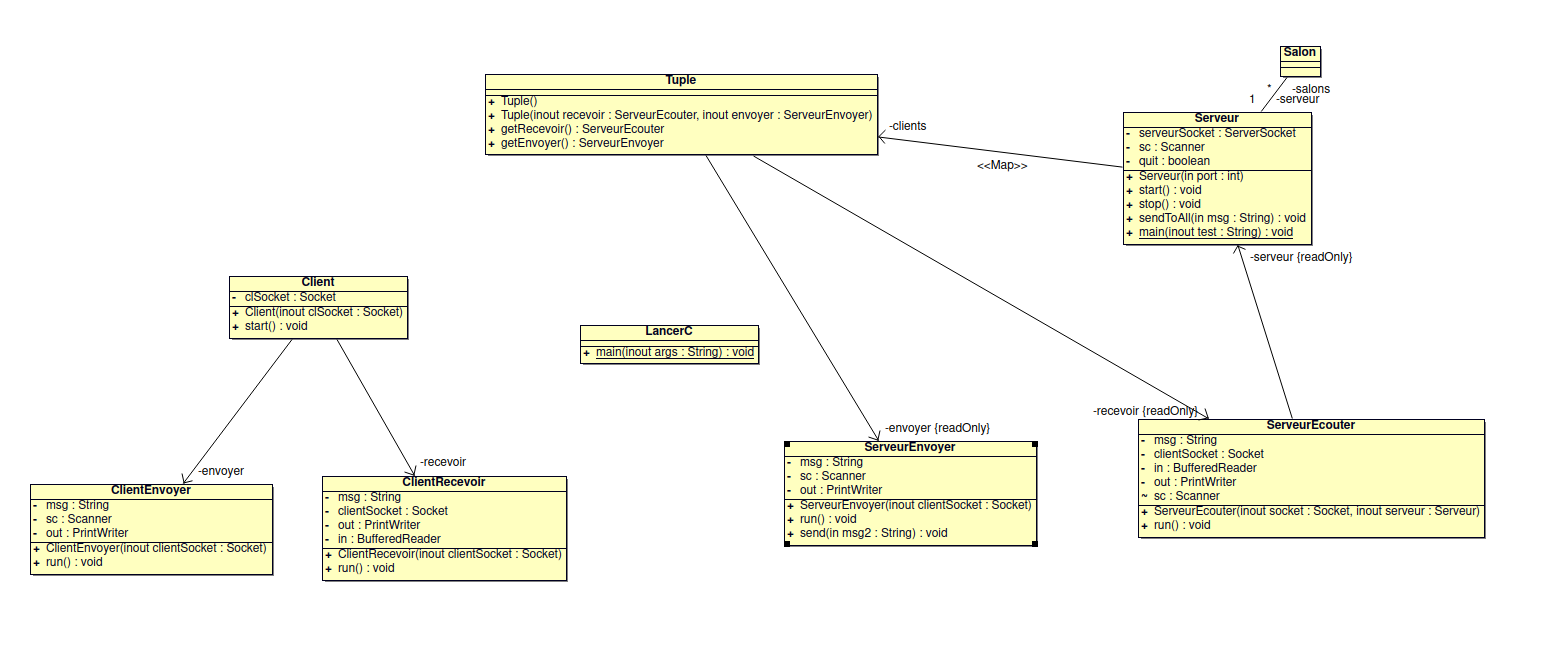 Salon
* -salons
1 -serveur
Tuple
+ Tuple()
+ Tuple(inout recevoir : ServeurEcouter, inout envoyer : ServeurEnvoyer)
+ getRecevoir() : ServeurEcouter
+ getEnvoyer() : ServeurEnvoyer
-clients
<<Map>>
Serveur
- serveurSocket : ServerSocket
- sc : Scanner
- quit : boolean
+ Serveur(in port : int)
+ start() : void
+ stop() : void
+ sendToAll(in msg : String) : void
+ main(inout test : String) : void
-serveur {readOnly}
Client
- clSocket : Socket
+ Client(inout clSocket : Socket)
+ start() : void
LancerC
+ main(inout args : String) : void
-envoyer
-recevoir
-envoyer {readOnly}
-recevoir {readOnly}
ClientEnvoyer
- msg : String
- sc : Scanner
- out : PrintWriter
+ ClientEnvoyer(inout clientSocket : Socket)
+ run() : void
ClientRecevoir
- msg : String
- clientSocket : Socket
- out : PrintWriter
- in : BufferedReader
+ ClientRecevoir(inout clientSocket : Socket)
+ run() : void
ServeurEnvoyer
- msg : String
- sc : Scanner
- out : PrintWriter
+ ServeurEnvoyer(inout clientSocket : Socket)
+ run() : void
+ send(in msg2 : String) : void
ServeurEcouter
- msg : String
- clientSocket : Socket
- in : BufferedReader
- out : PrintWriter
~ sc : Scanner
+ ServeurEcouter(inout socket : Socket, inout serveur : Serveur)
+ run() : void